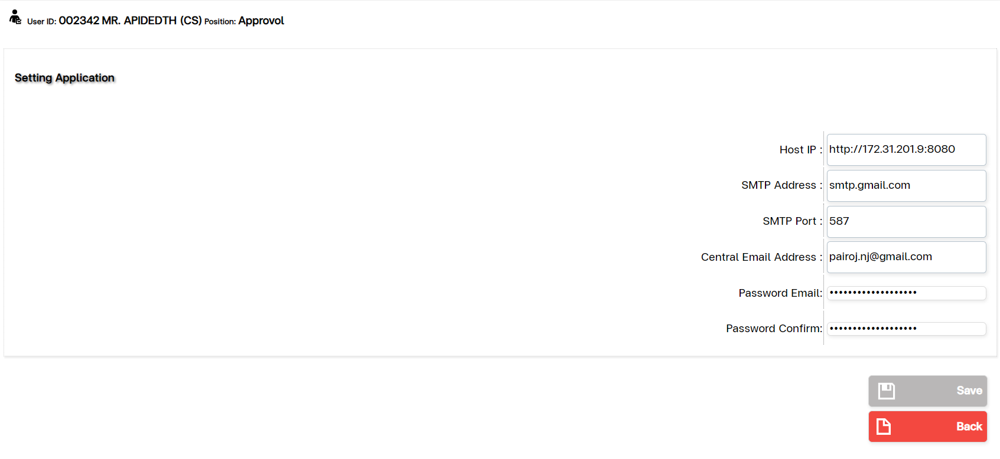 User ID: 002342 MR. APIDEDTH (CS) Position: Approvol
Setting Application
Host IP : http://172.31.201.9:8080
SMTP Address : smtp.gmail.com
SMTP Port : 587
Central Email Address : pairoj.nj@gmail.com
Password Email: •••••••••••••••••••
Password Confirm: •••••••••••••••••••
Save
Back